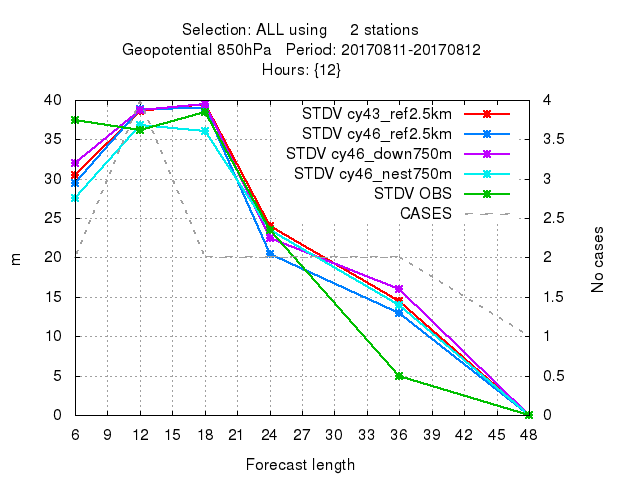 Selection: ALL using 2 stations
Geopotential 850hPa Period: 20170811-20170812
Hours: {12}
40 4
STDV cy43_ref2.5km
35 3.5
STDV cy46_ref2.5km
STDV cy46_down750m
30 3
STDV cy46_nest750m
STDV OBS
25 2.5
CASES
20 2
m No cases
15 1.5
10 1
5 0.5
0 0
6 9 12 15 18 21 24 27 30 33 36 39 42 45 48
Forecast length